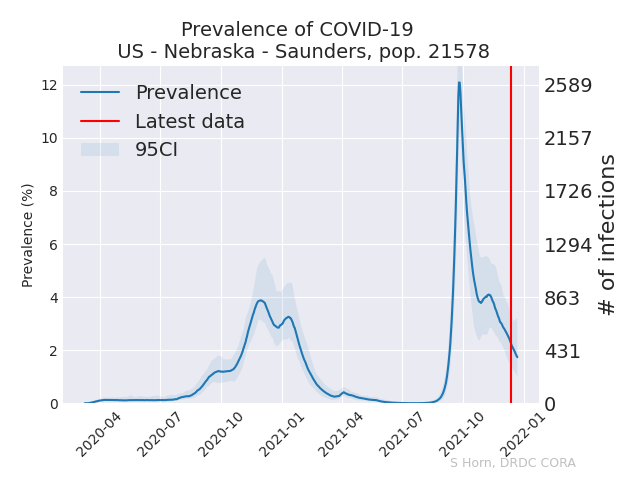 Prevalence of COVID-19
US - Nebraska - Saunders, pop. 21578
Prevalence
Latest data
95CI
Prevalence (%)
12
10
8
6
4
2
0
2589
2157
1726
1294
863
431
0
# of infections
2020-04
2020-07
2020-10
2021-01
2021-04
2021-07
2021-10
2022-01
S Horn, DRDC CORA